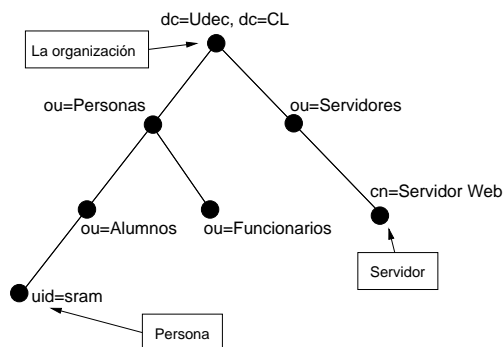 dc=Udec, dc=CL
La organización
ou=Personas
ou=Servidores
cn=Servidor Web
ou=Alumnos
ou=Funcionarios
Servidor
uid=sram
Persona